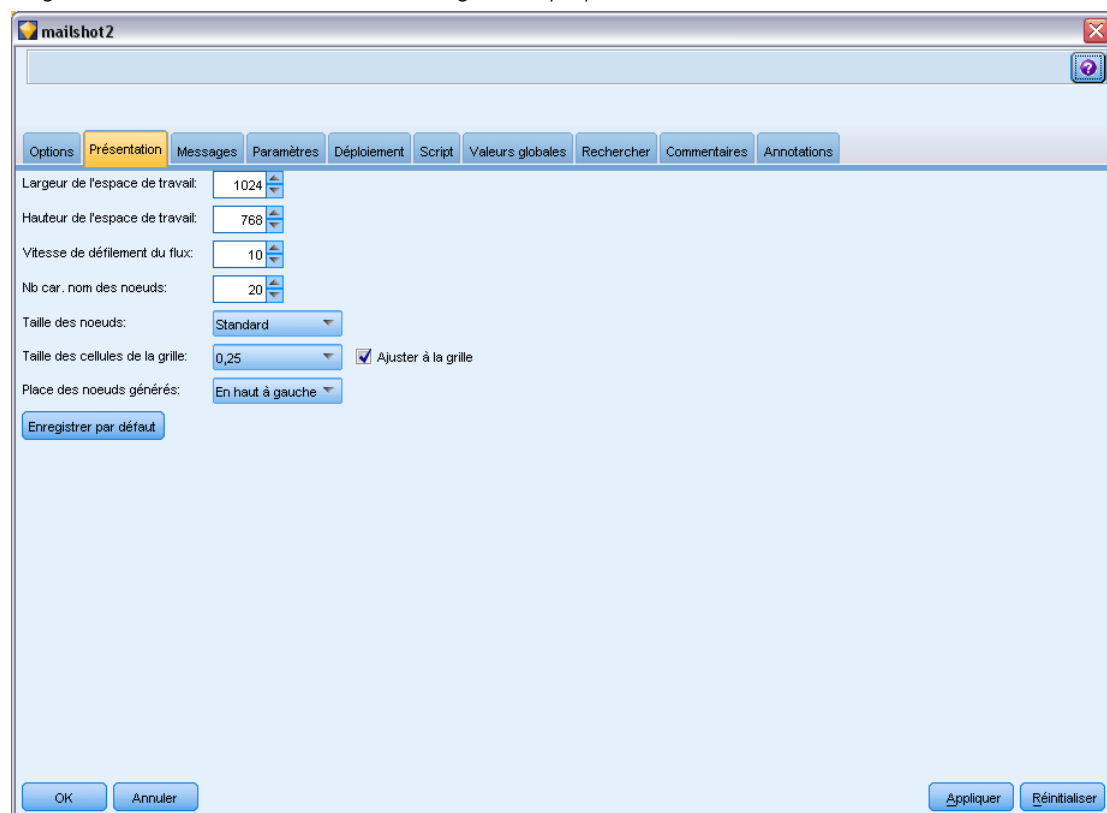 mailshot2
Options Présentation Messages Paramètres Déploiement Script Valeurs globales Rechercher Commentaires Annotations
Largeur de l'espace de travail: 1024
Hauteur de l'espace de travail: 768
Vitesse de défilement du flux: 10
Nb car. nom des noeuds: 20
Taille des noeuds: Standard
Taille des cellules de la grille: 0,25 Ajuster à la grille
Place des noeuds générés: En haut à gauche
Enregistrer par défaut
OK Annuler Appliquer Réinitialiser